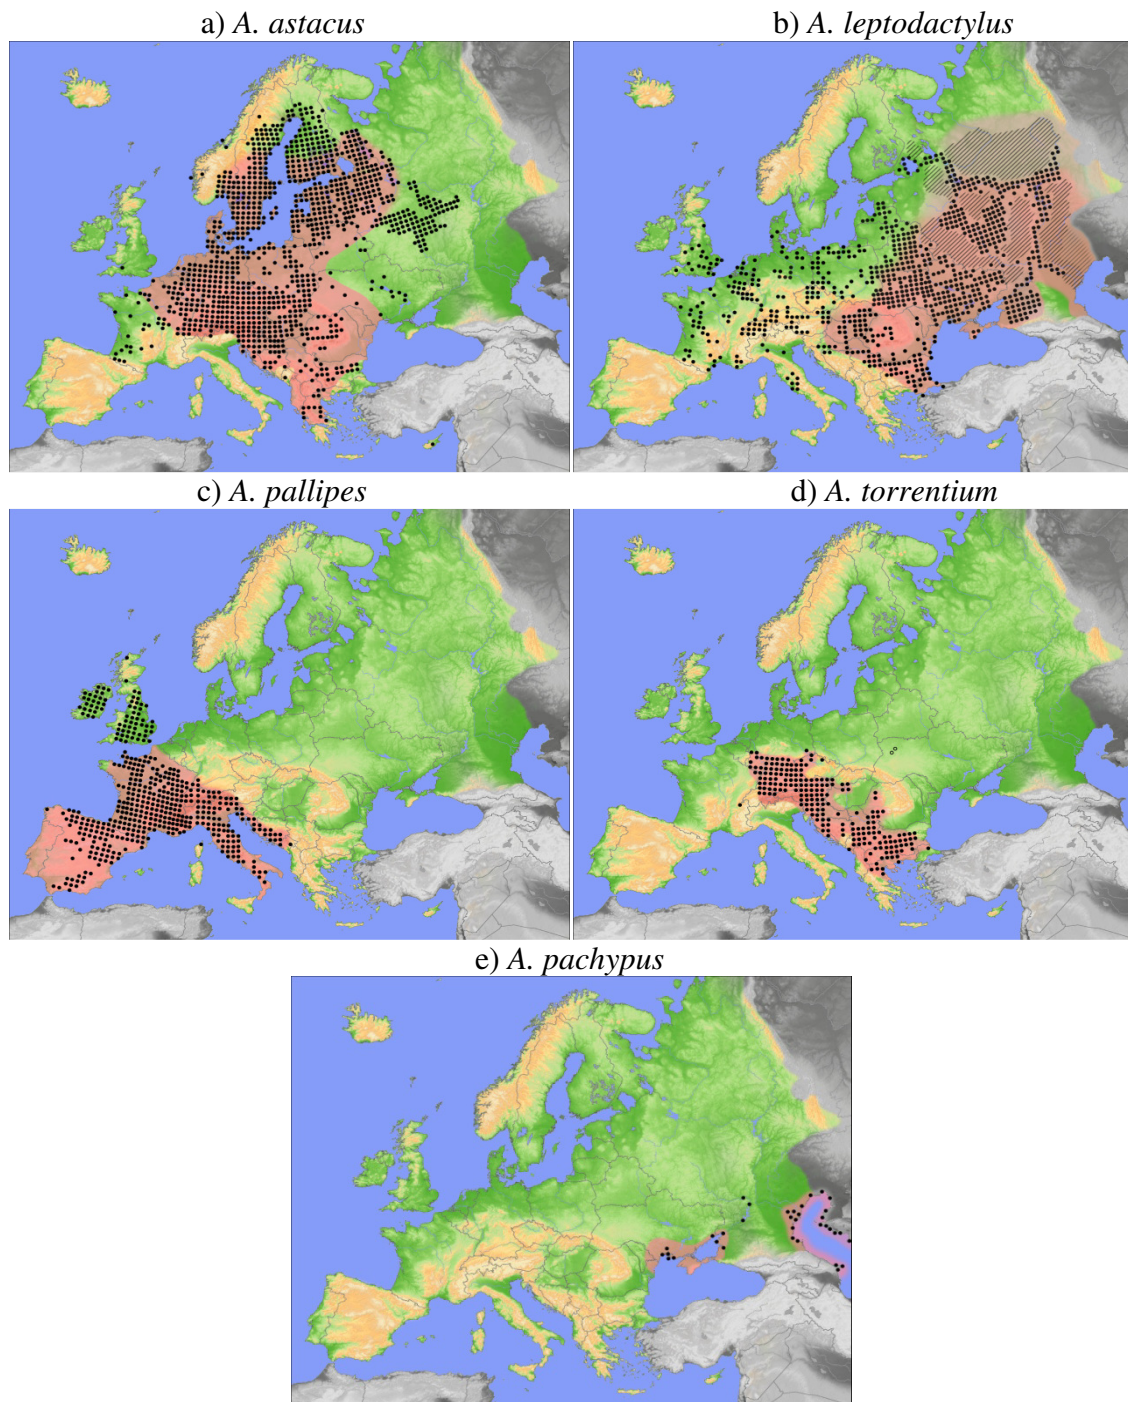 a) A. astacus
b) A. leptodactylus
c) A. pallipes
d) A. torrentium
e) A. pachypus